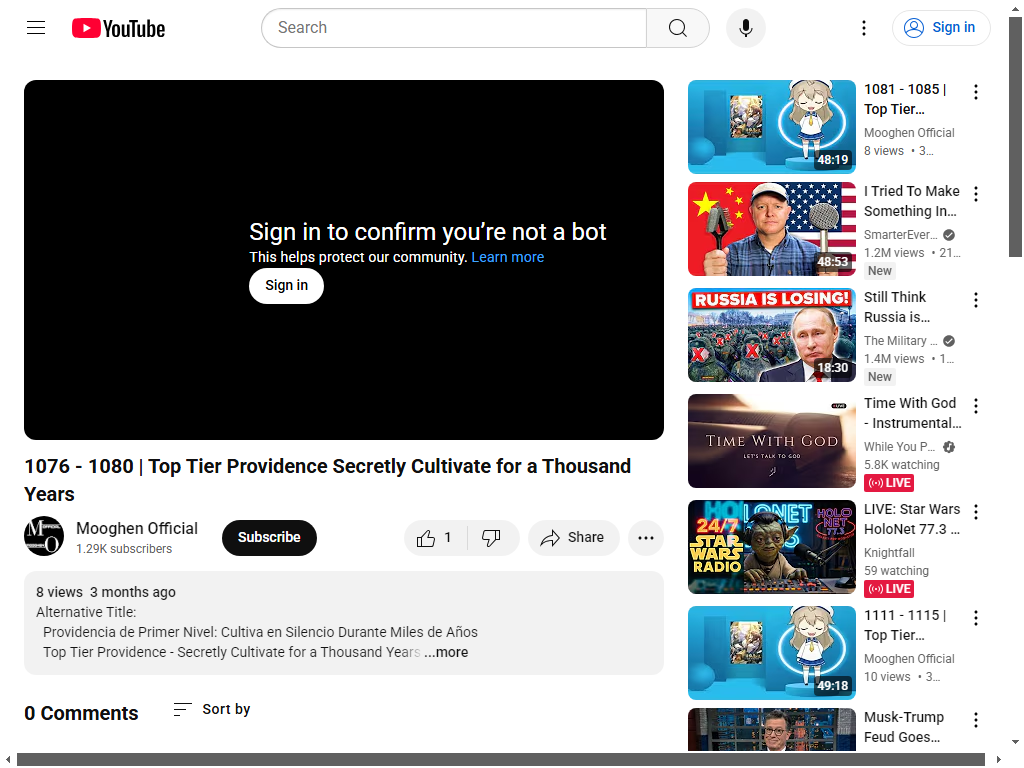 YouTube
Search
Sign in
Sign in to confirm you're not a bot
This helps protect our community. Learn more
Sign in
1076 - 1080 | Top Tier Providence Secretly Cultivate for a Thousand
Years
Mooghen Official
1.29K subscribers
Subscribe
1
Share
8 views 3 months ago
Alternative Title:
Providencia de Primer Nivel: Cultiva en Silencio Durante Miles de Años
Top Tier Providence - Secretly Cultivate for a Thousand Years ...more
0 Comments
Sort by
48:19
1081 - 1085 |
Top Tier…
Mooghen Official
8 views • 3…
48:53
I Tried To Make
Something In…
SmarterEver…
1.2M views • 21…
New
RUSSIA IS LOSING!
18:30
Still Think
Russia is…
The Military …
1.4M views • 1…
New
LIVE
TIME WITH GOD
LET'S TALK TO GOD
Time With God
- Instrumental…
While You P…
5.8K watching
LIVE
HOLONET
24/7
STAR
WARS
RADIO
HOLO
NET
77.3
LIVE: Star Wars
HoloNet 77.3 …
Knightfall
59 watching
LIVE
49:18
1111 - 1115 |
Top Tier…
Mooghen Official
10 views • 3…
Musk-Trump
Feud Goes…